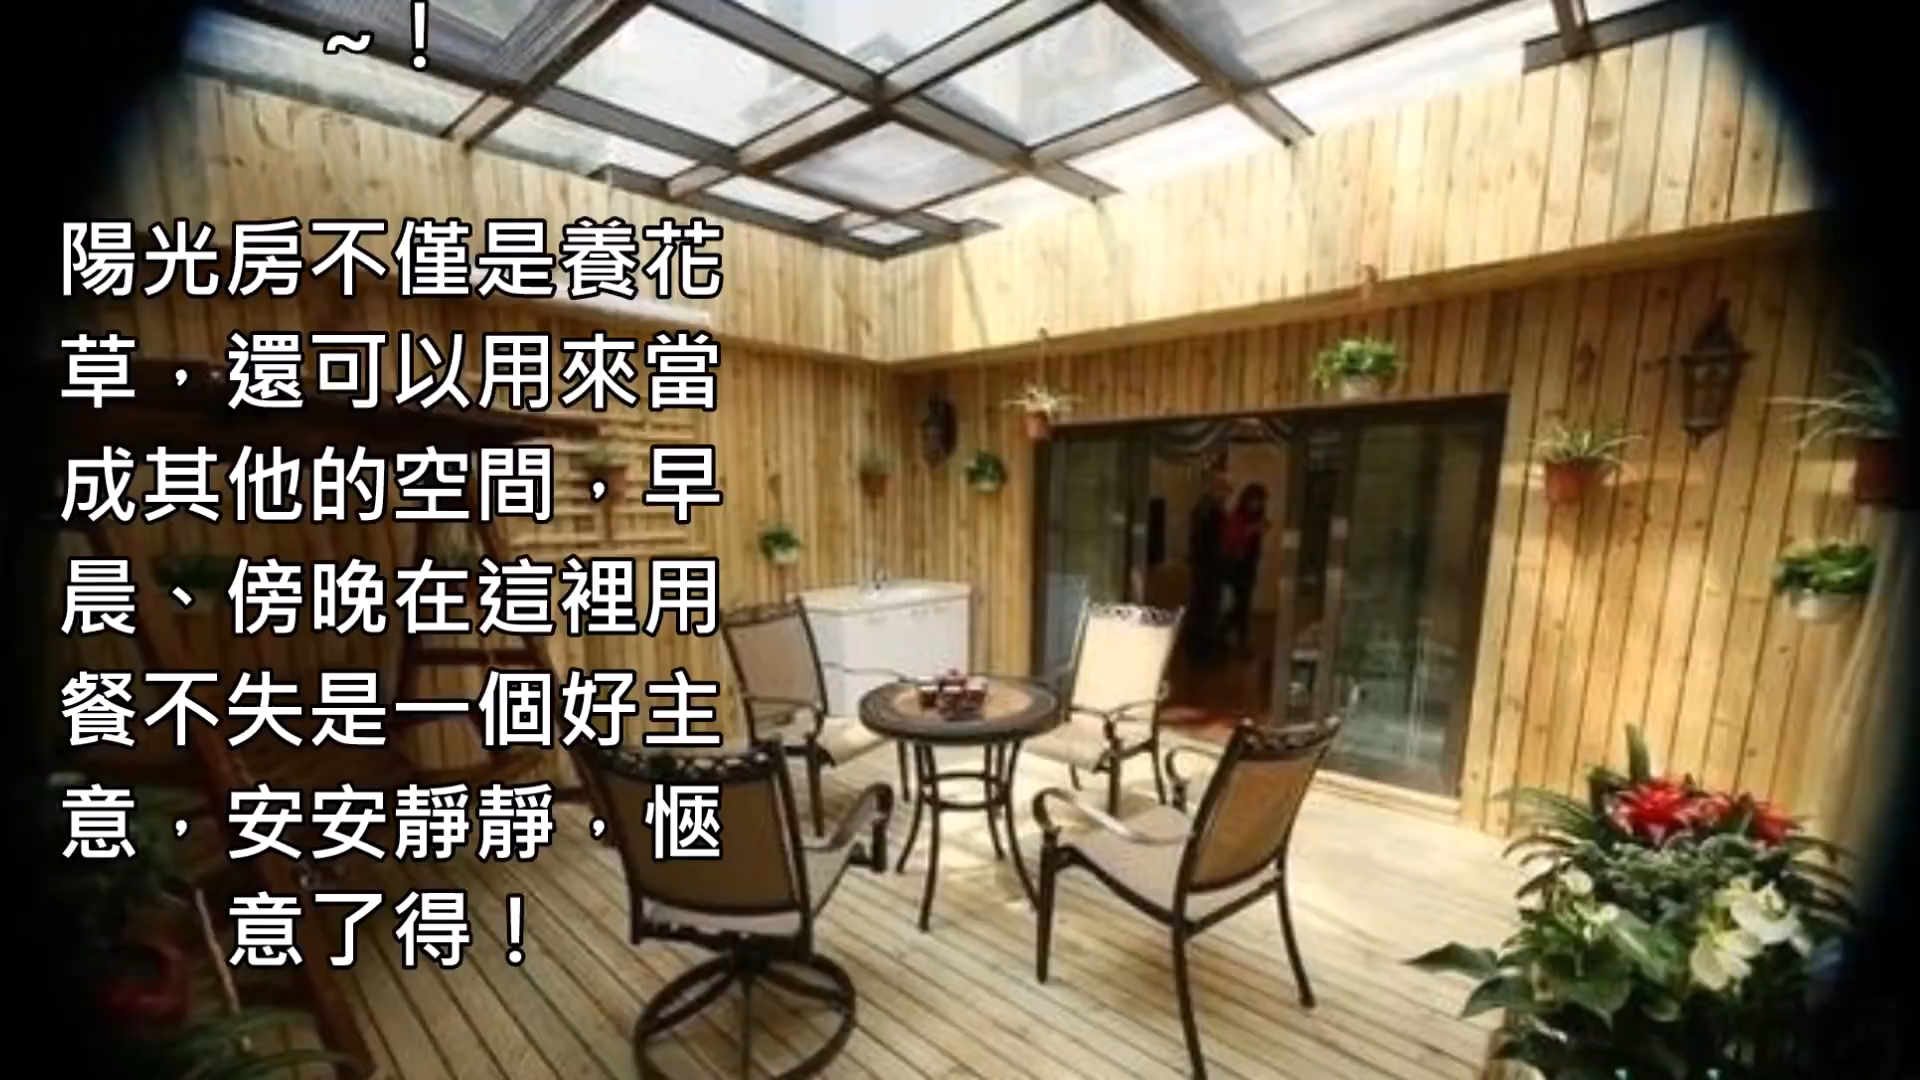 ~！
陽光房不僅是養花
草，還可以用來當
成其他的空間，早
晨、傍晚在這裡用
餐不失是一個好主
意，安安靜靜，愜
意了得！